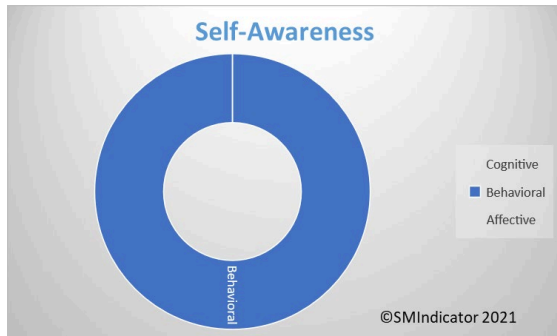 Self-Awareness
Cognitive
Behavioral
Affective
Behavioral
©SMIndicator 2021